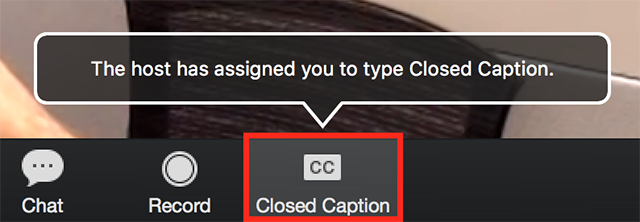 The host has assigned you to type Closed Caption.
CC
Chat
Record
Closed Caption